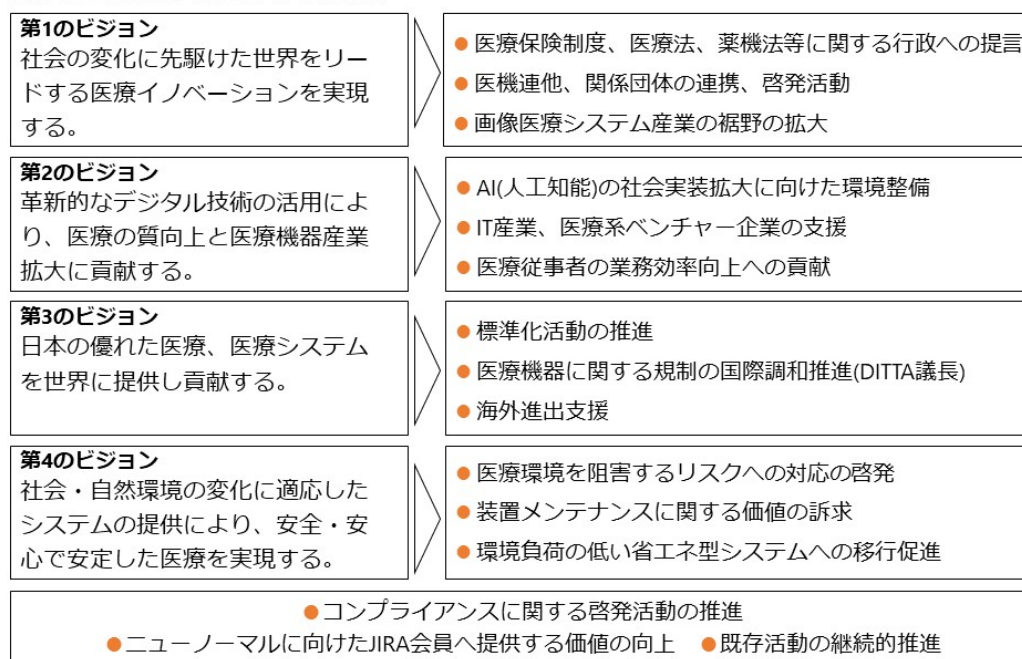 第1のビジョン
社会の変化に先駆けた世界をリー
ドする医療イノベーションを実現
する。
● 医療保険制度、医療法、薬機法等に関する行政への提言
● 医機連他、関係団体の連携、啓発活動
● 画像医療システム産業の裾野の拡大
第2のビジョン
革新的なデジタル技術の活用によ
り、医療の質向上と医療機器産業
拡大に貢献する。
● AI(人工知能)の社会実装拡大に向けた環境整備
● IT産業、医療系ベンチャー企業の支援
● 医療従事者の業務効率向上への貢献
第3のビジョン
日本の優れた医療、医療システム
を世界に提供し貢献する。
● 標準化活動の推進
● 医療機器に関する規制の国際調和推進(DITTA議長)
● 海外進出支援
第4のビジョン
社会・自然環境の変化に適応した
システムの提供により、安全・安
心で安定した医療を実現する。
● 医療環境を阻害するリスクへの対応の啓発
● 装置メンテナンスに関する価値の訴求
● 環境負荷の低い省エネ型システムへの移行促進
●コンプライアンスに関する啓発活動の推進
●ニューノーマルに向けたJIRA会員へ提供する価値の向上 ●既存活動の継続的推進